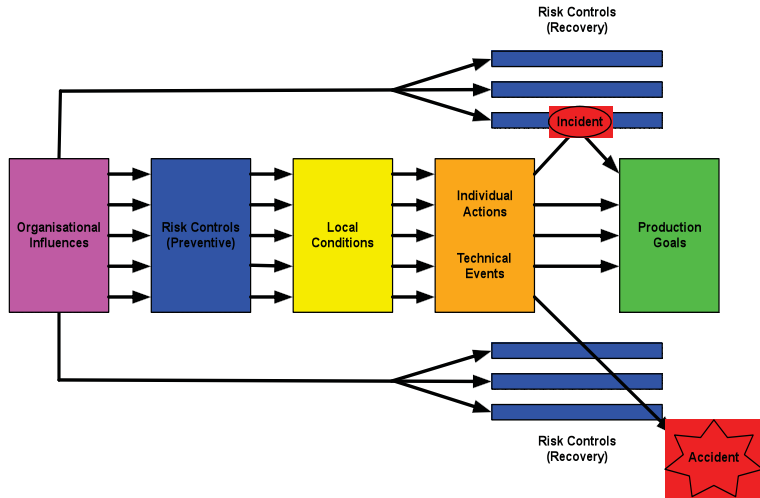 Risk Controls
(Recovery)
Incident
Organisational
Influences
Risk Controls
(Preventive)
Local
Conditions
Individual
Actions
Technical
Events
Production
Goals
Risk Controls
(Recovery)
Accident